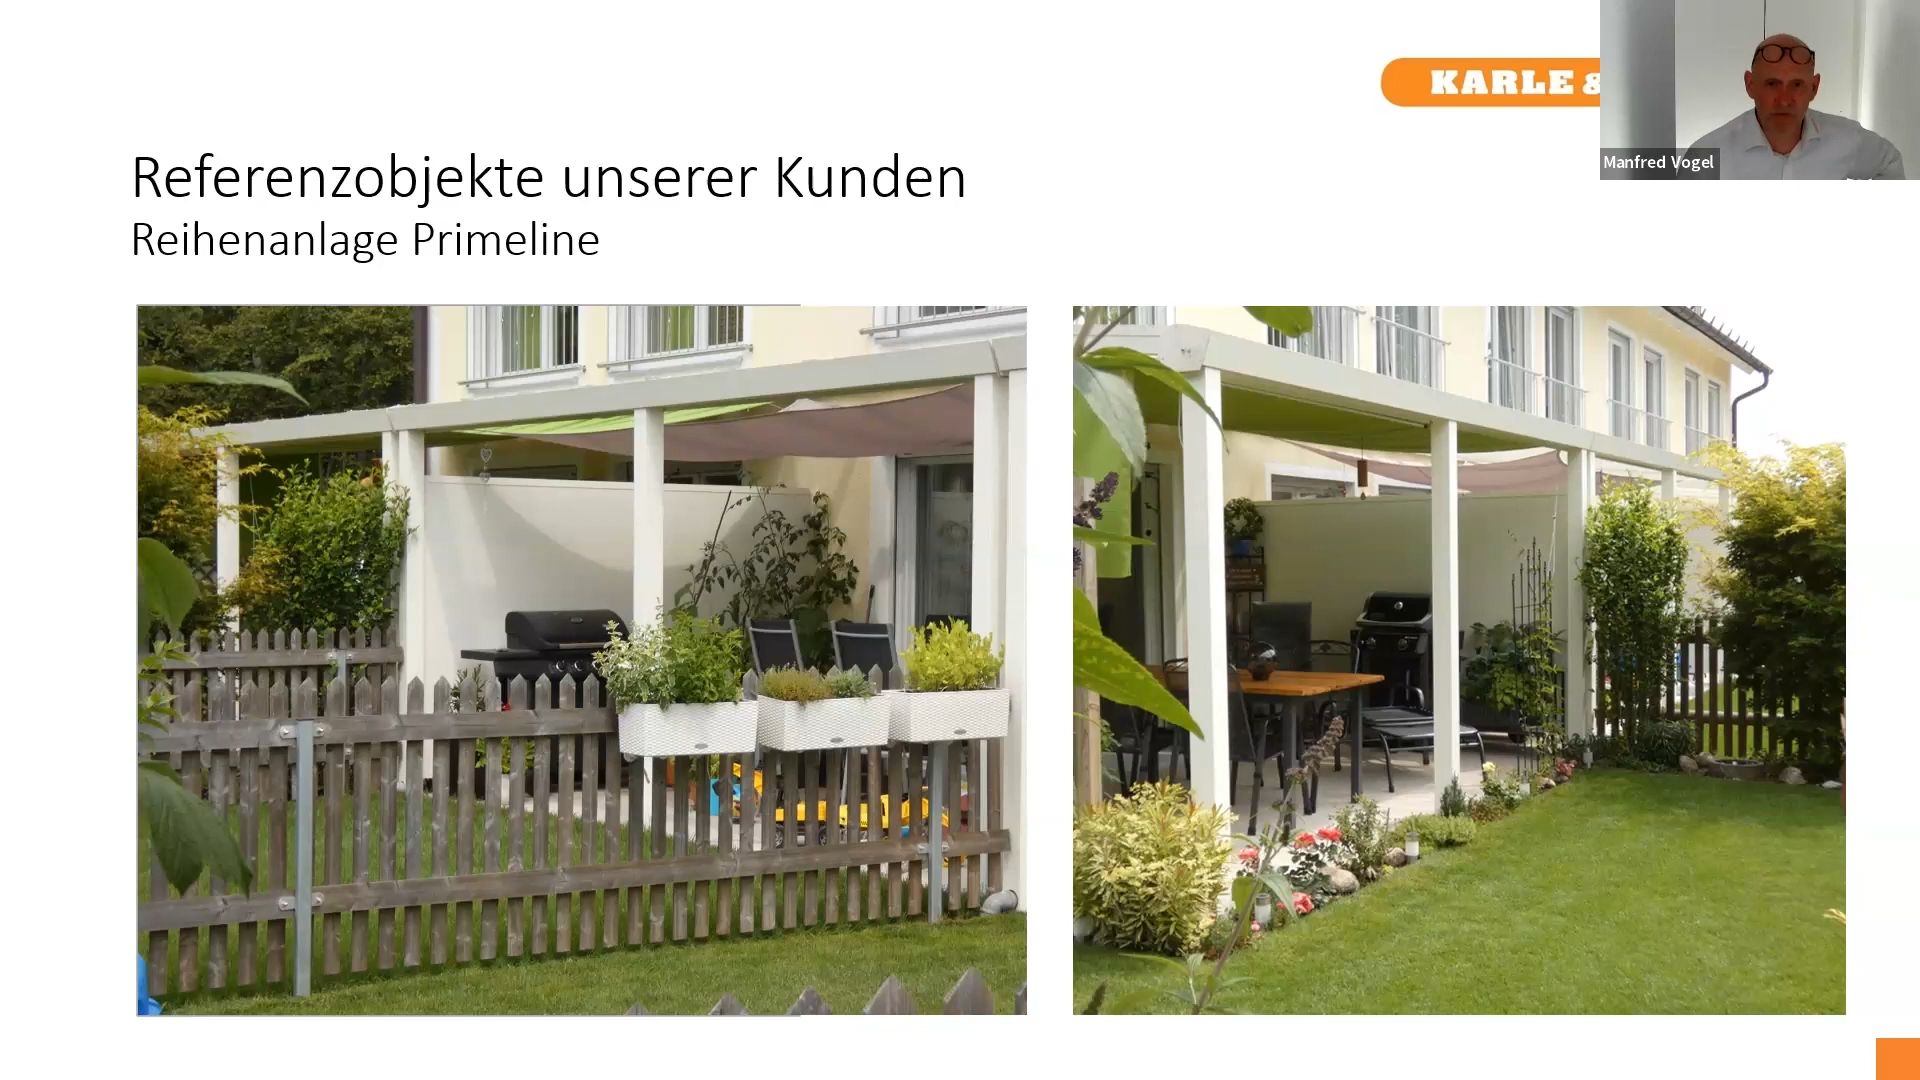 KARLE &
Manfred Vogel
Referenzobjekte unserer Kunden
Reihenanlage Primeline